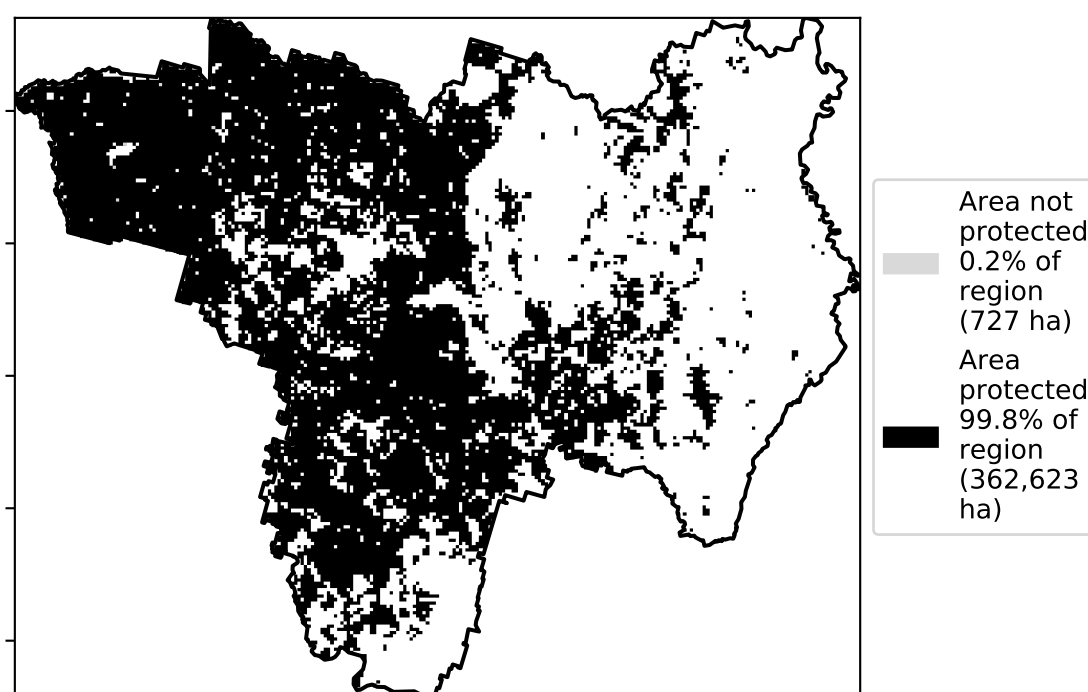 Area not
protected
0.2% of
region
(727 ha)
Area
protected
99.8% of
region
(362,623
ha)